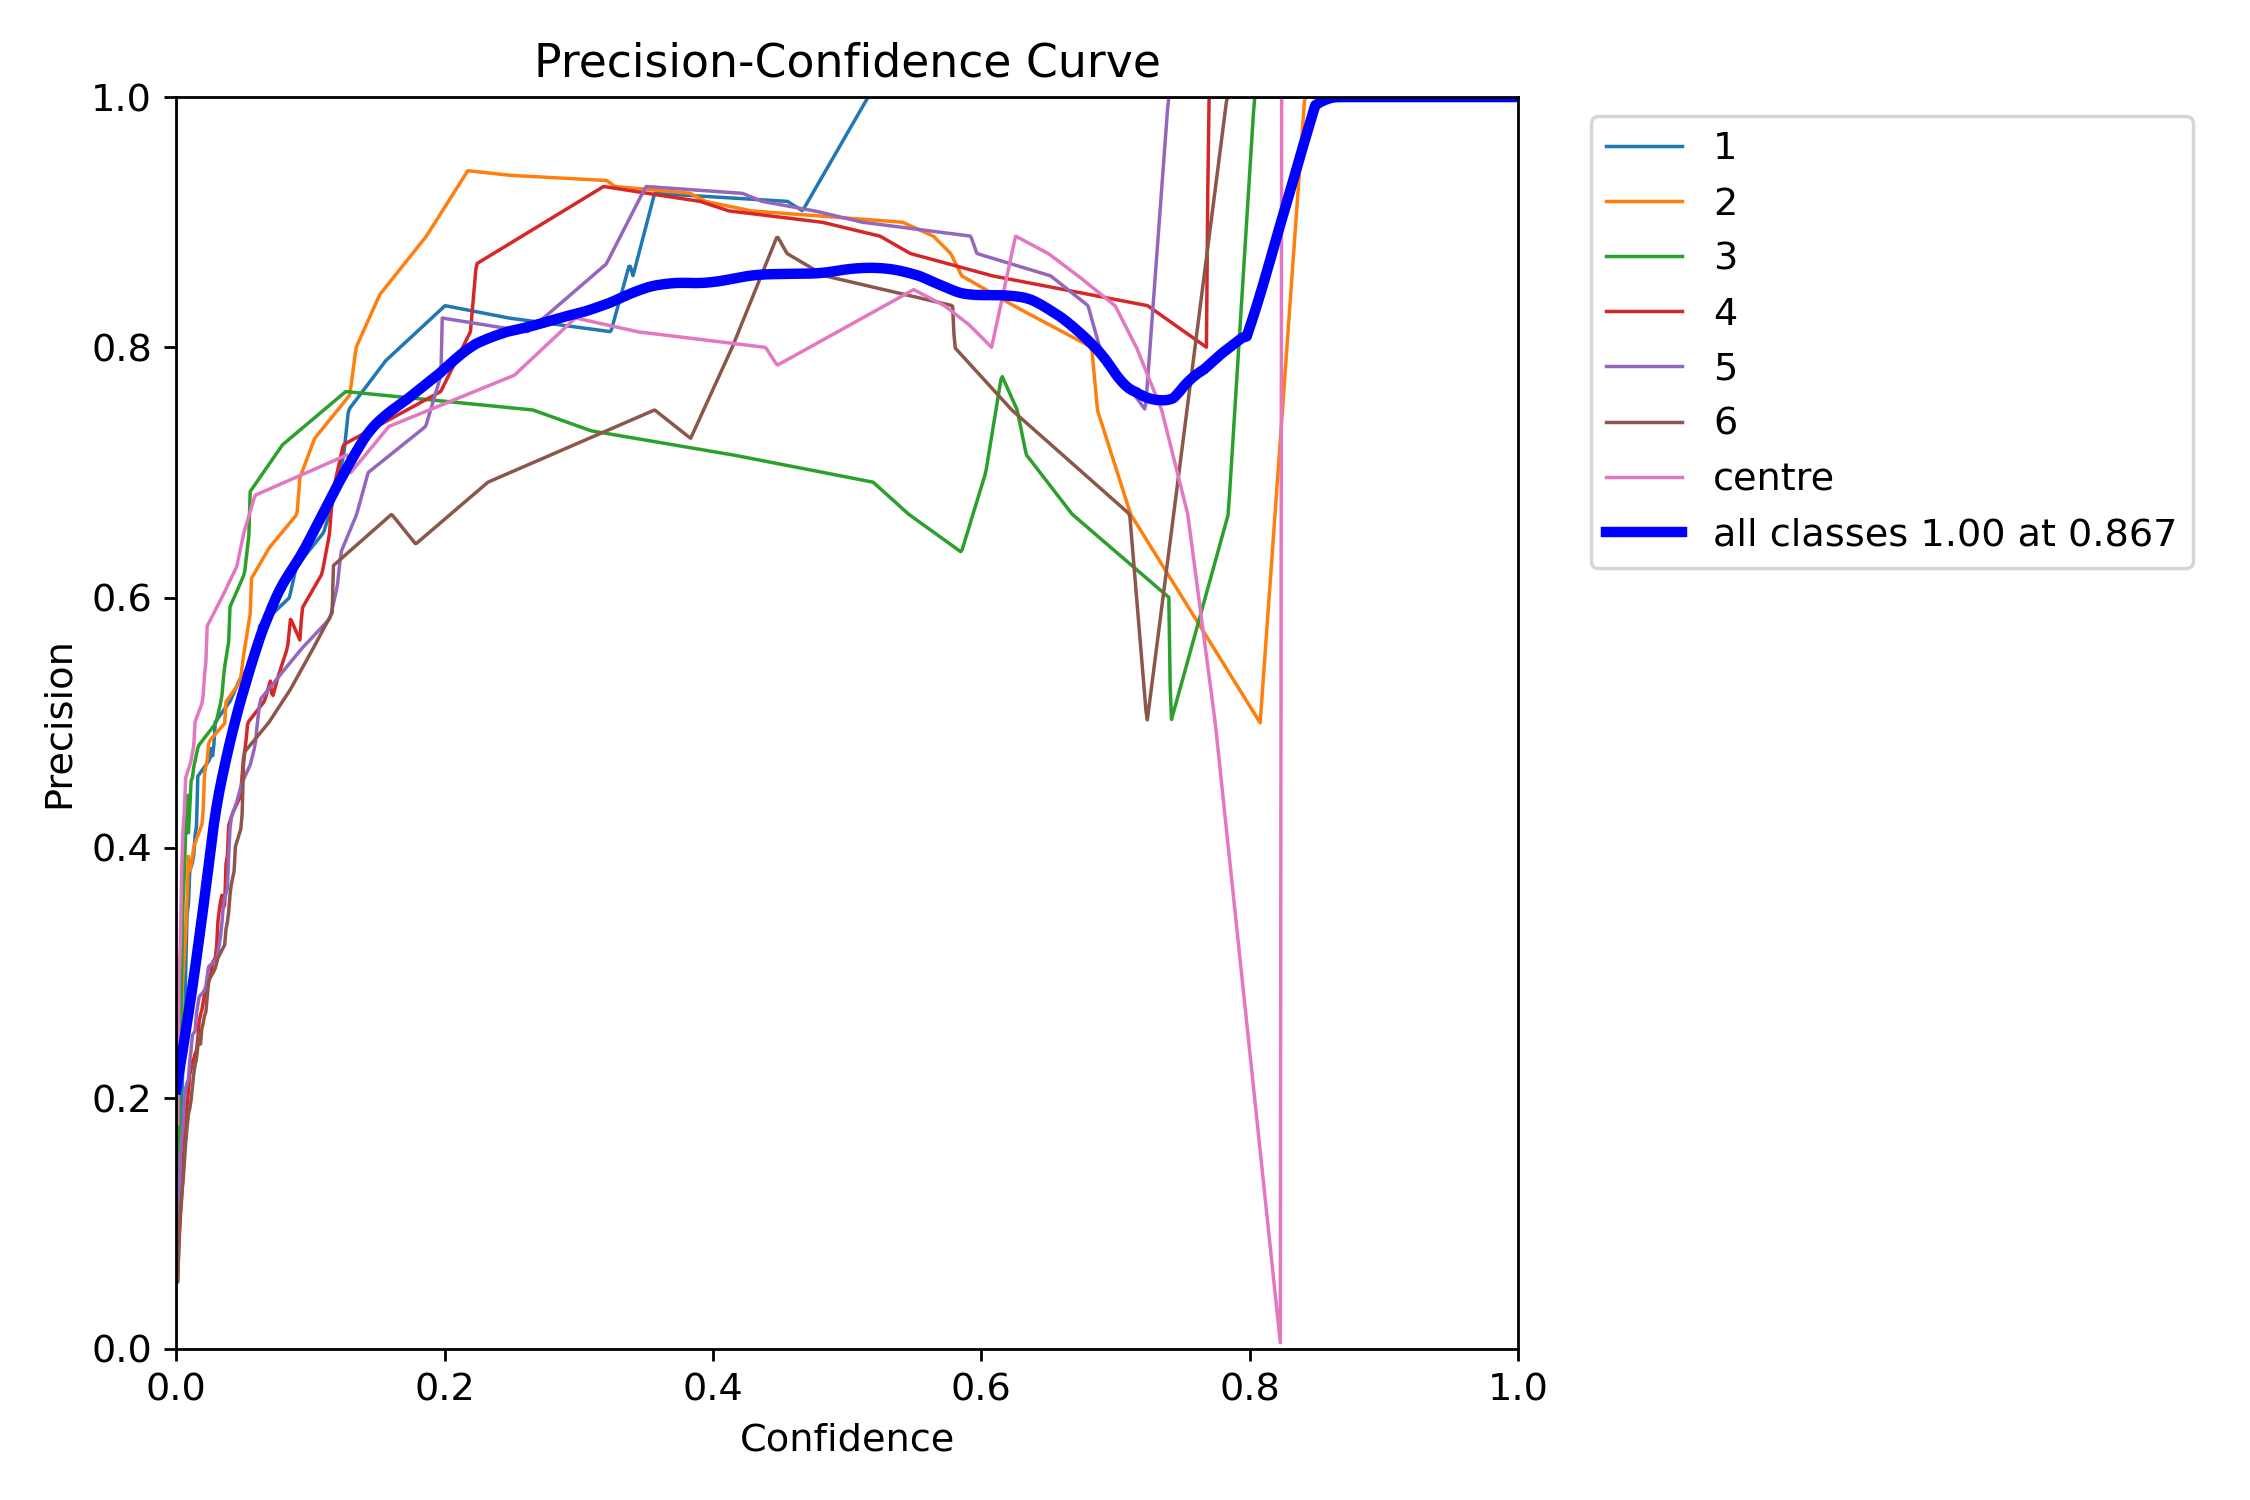 Precision-Confidence Curve
1.0
0.8
0.6
0.4
0.2
0.0
Precision
0.0 0.2 0.4 0.6 0.8 1.0
Confidence
1
2
3
4
5
6
centre
all classes 1.00 at 0.867